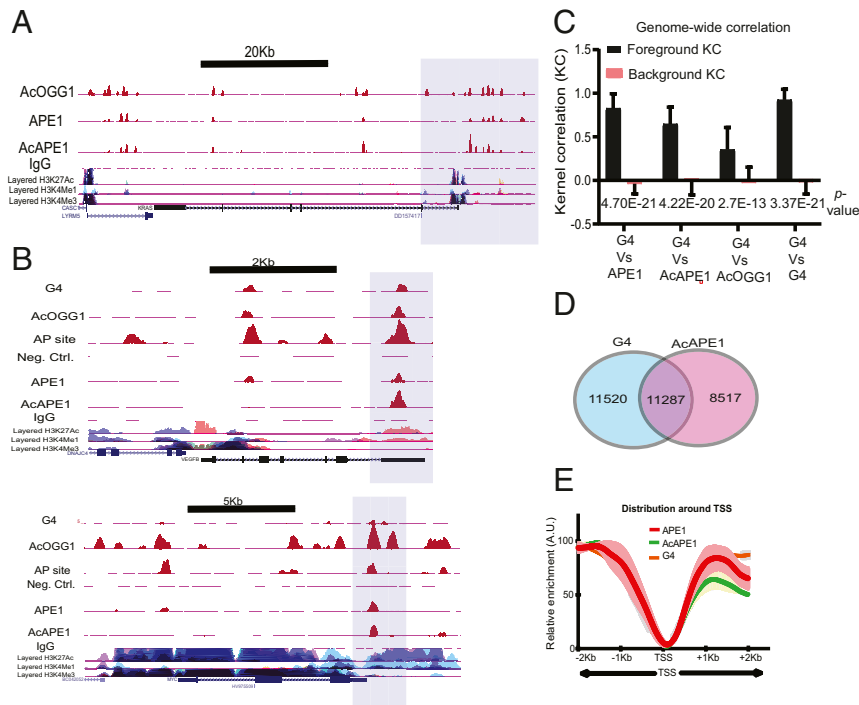 A
20Kb
AcOGG1
APE1
AcAPE1
IgG
Layered H3K27Ac
Layered H3K4Me1
Layered H3K4Me3
CASC1
KRAS
DD157417
LYRM5
B
2Kb
G4
AcOGG1
AP site
Neg. Ctrl.
APE1
AcAPE1
IgG
Layered H3K27Ac
Layered H3K4Me1
Layered H3K4Me3
DNAJC4
VEGFB
5Kb
G4
AcOGG1
AP site
Neg. Ctrl.
APE1
AcAPE1
IgG
Layered H3K27Ac
Layered H3K4Me1
Layered H3K4Me3
MYC
C
Genome-wide correlation
Foreground KC
Background KC
Kernel correlation (KC)
1.5
1.0
0.5
0.0
-0.5
4.70E-21 4.22E-20 2.7E-13 3.37E-21
p-value
G4 Vs APE1
G4 Vs AcAPE1
G4 Vs AcOGG1
G4 Vs G4
D
G4
AcAPE1
11520
11287
8517
E
Distribution around TSS
APE1
AcAPE1
G4
Relative enrichment (A.U.)
100
50
0
-2Kb -1Kb TSS +1Kb +2Kb